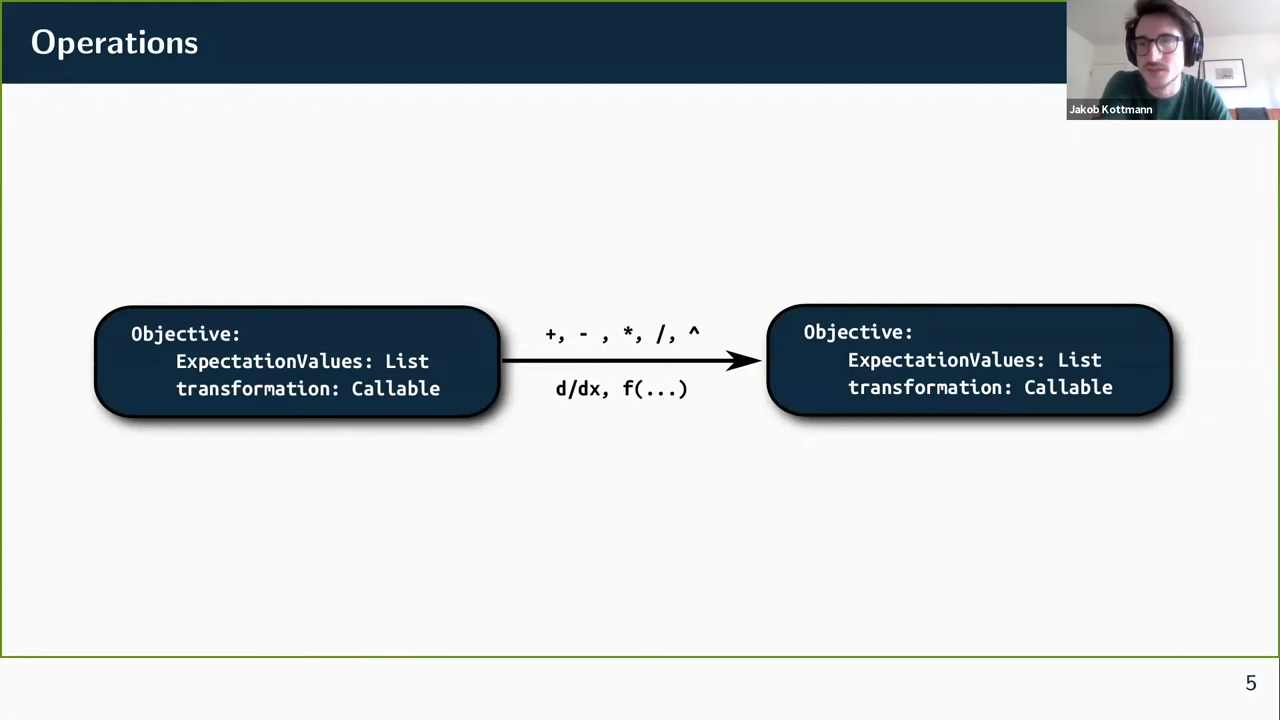 Operations
Jakob Kottmann
Objective:
ExpectationValues: List
transformation: Callable
+, - , *, /, ^
d/dx, f(...)
Objective:
ExpectationValues: List
transformation: Callable
5